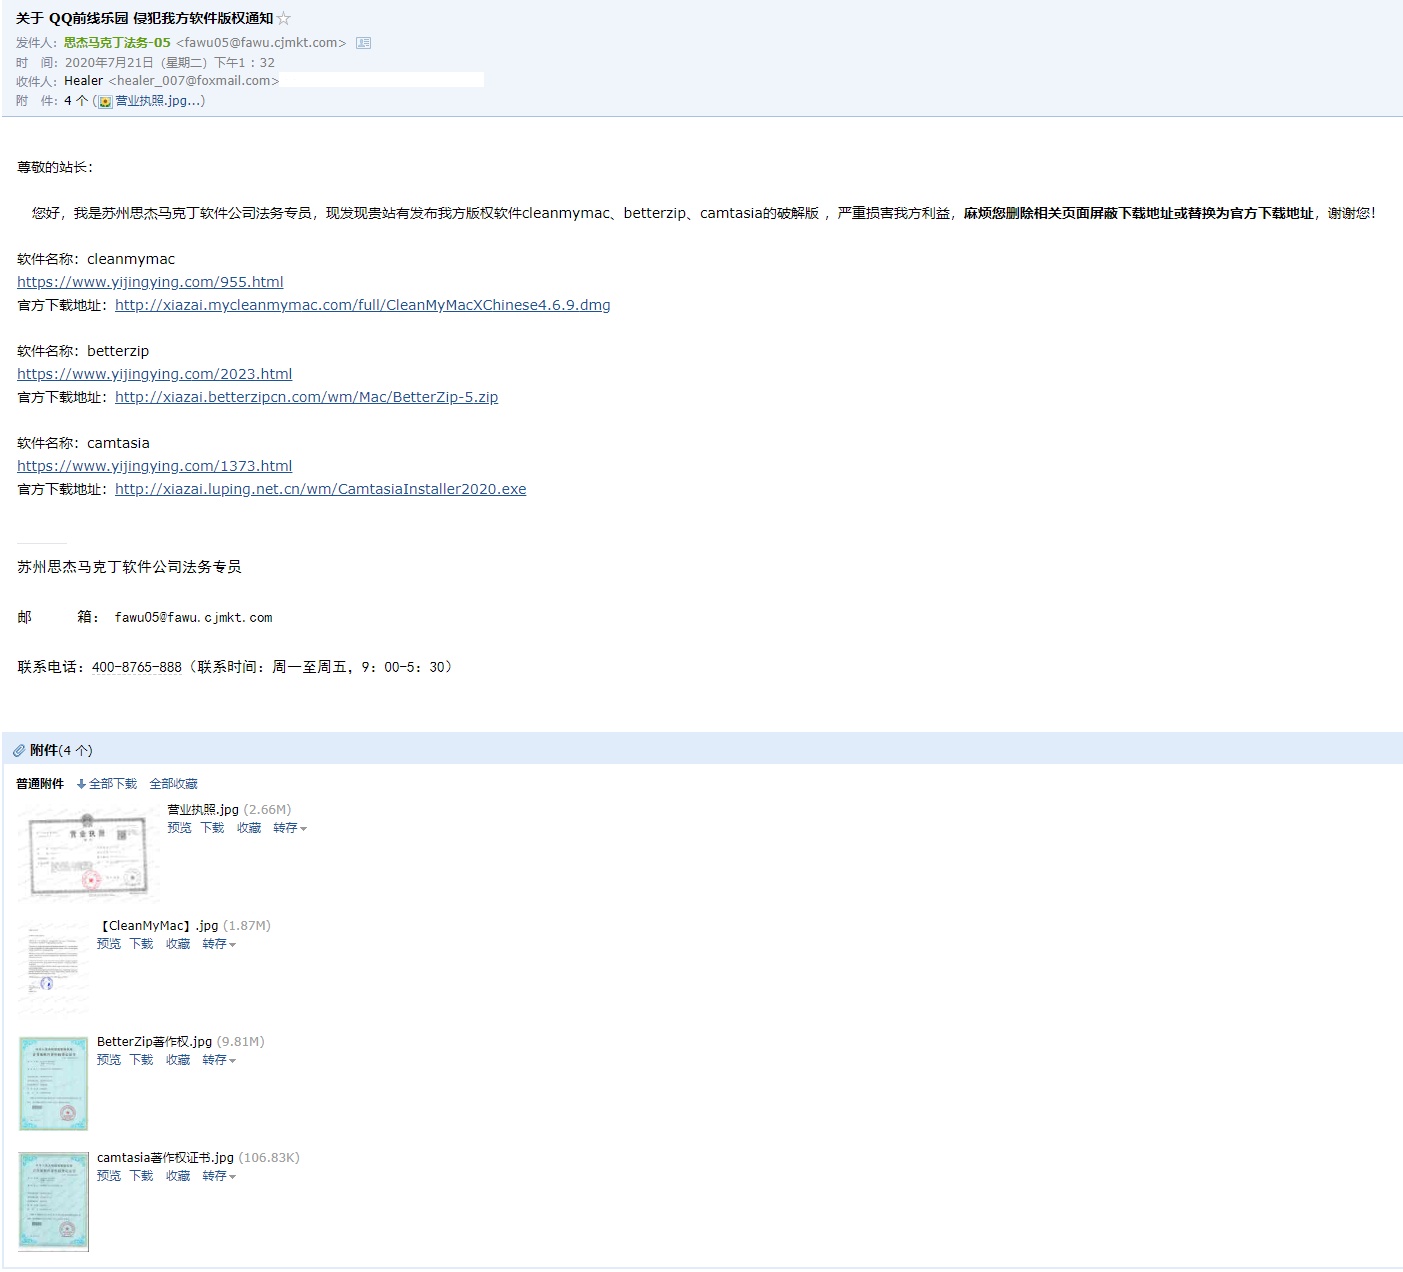 关于 QQ前线乐园 侵犯我方软件版权通知☆
发件人：思杰马克丁法务-05 <fawu05@fawu.cjmkt.com>
时　间：2020年7月21日（星期二）下午1：32
收件人：Healer <healer_007@foxmail.com>
附　件：4 个 (营业执照.jpg...)
尊敬的站长：
您好，我是苏州思杰马克丁软件公司法务专员，现发现贵站有发布我方版权软件cleanmymac、betterzip、camtasia的破解版 ，严重损害我方利益，麻烦您删除相关页面屏蔽下载地址或替换为官方下载地址，谢谢您！
软件名称：cleanmymac
https://www.yijingying.com/955.html
官方下载地址：http://xiazai.mycleanmymac.com/full/CleanMyMacXChinese4.6.9.dmg
软件名称：betterzip
https://www.yijingying.com/2023.html
官方下载地址：http://xiazai.betterzipcn.com/wm/Mac/BetterZip-5.zip
软件名称：camtasia
https://www.yijingying.com/1373.html
官方下载地址：http://xiazai.luping.net.cn/wm/CamtasiaInstaller2020.exe
苏州思杰马克丁软件公司法务专员
邮　　　箱： fawu05@fawu.cjmkt.com
联系电话：400-8765-888（联系时间：周一至周五，9：00-5：30）
附件(4 个)
普通附件 全部下载 全部收藏
营业执照.jpg (2.66M)
预览 下载 收藏 转存
营业执照
【CleanMyMac】.jpg (1.87M)
预览 下载 收藏 转存
BetterZip著作权.jpg (9.81M)
预览 下载 收藏 转存
camtasia著作权证书.jpg (106.83K)
预览 下载 收藏 转存